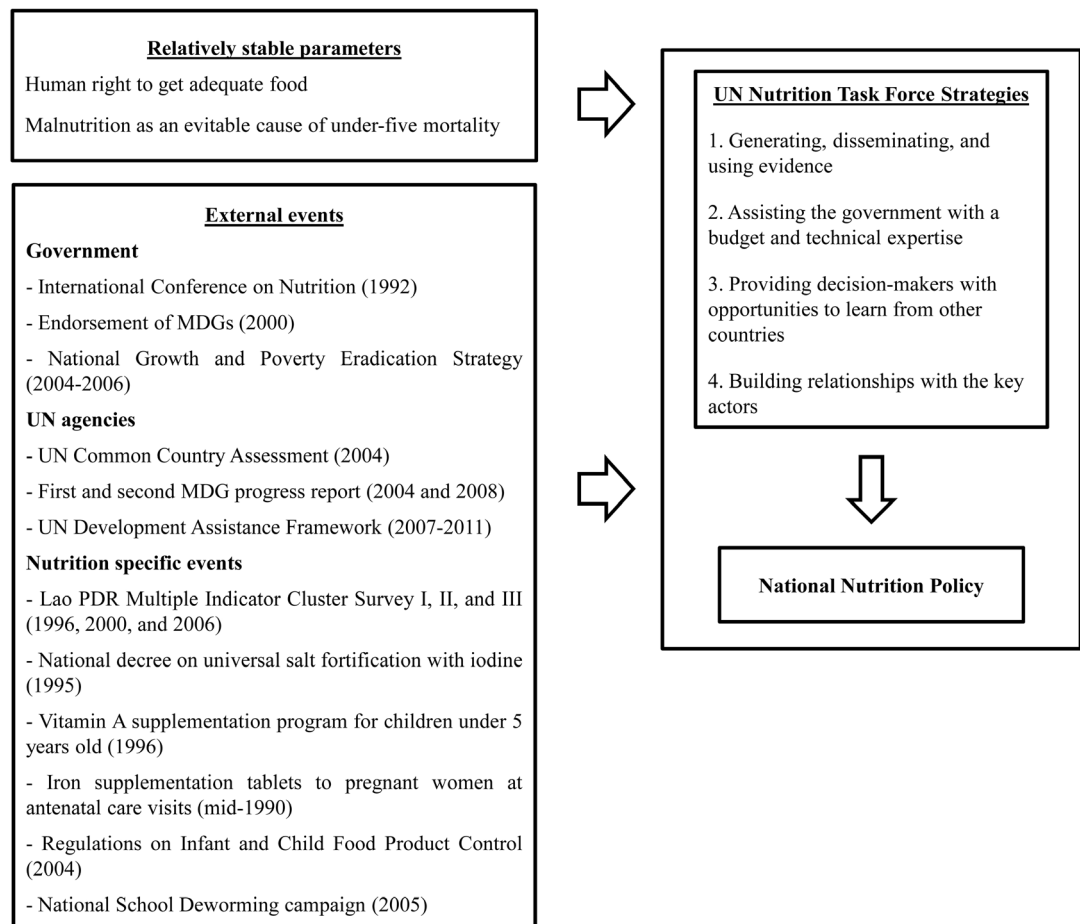 Relatively stable parameters
Human right to get adequate food
Malnutrition as an evitable cause of under-five mortality
External events
Government
- International Conference on Nutrition (1992)
- Endorsement of MDGs (2000)
- National Growth and Poverty Eradication Strategy
(2004-2006)
UN agencies
- UN Common Country Assessment (2004)
- First and second MDG progress report (2004 and 2008)
- UN Development Assistance Framework (2007-2011)
Nutrition specific events
- Lao PDR Multiple Indicator Cluster Survey I, II, and III
(1996, 2000, and 2006)
- National decree on universal salt fortification with iodine
(1995)
- Vitamin A supplementation program for children under 5
years old (1996)
- Iron supplementation tablets to pregnant women at
antenatal care visits (mid-1990)
- Regulations on Infant and Child Food Product Control
(2004)
- National School Deworming campaign (2005)
UN Nutrition Task Force Strategies
1. Generating, disseminating, and
using evidence
2. Assisting the government with a
budget and technical expertise
3. Providing decision-makers with
opportunities to learn from other
countries
4. Building relationships with the key
actors
National Nutrition Policy